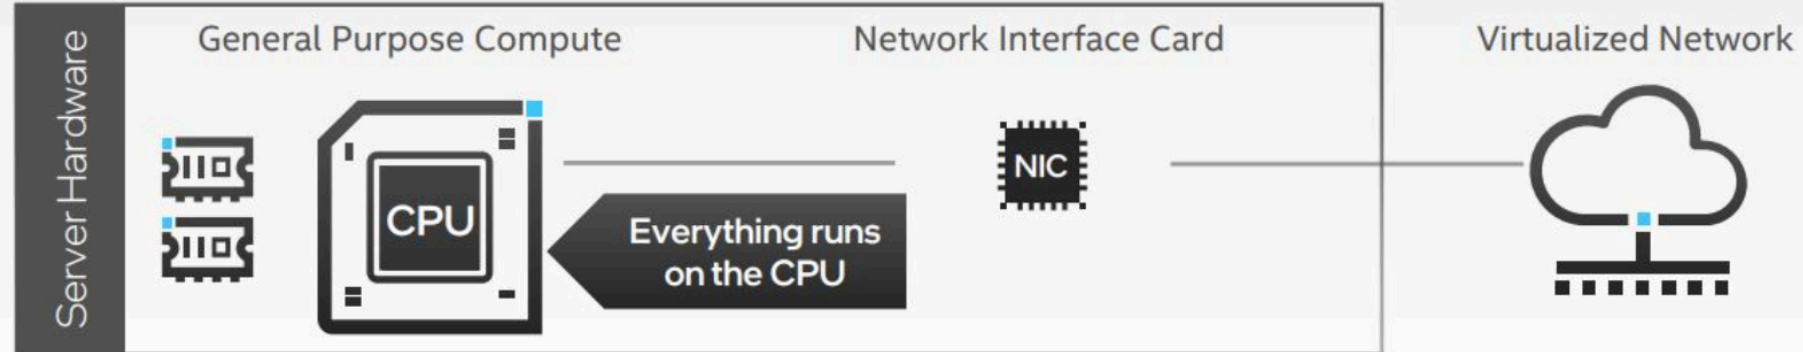 Server Hardware
General Purpose Compute
Network Interface Card
Virtualized Network
CPU
NIC
Everything runs
on the CPU